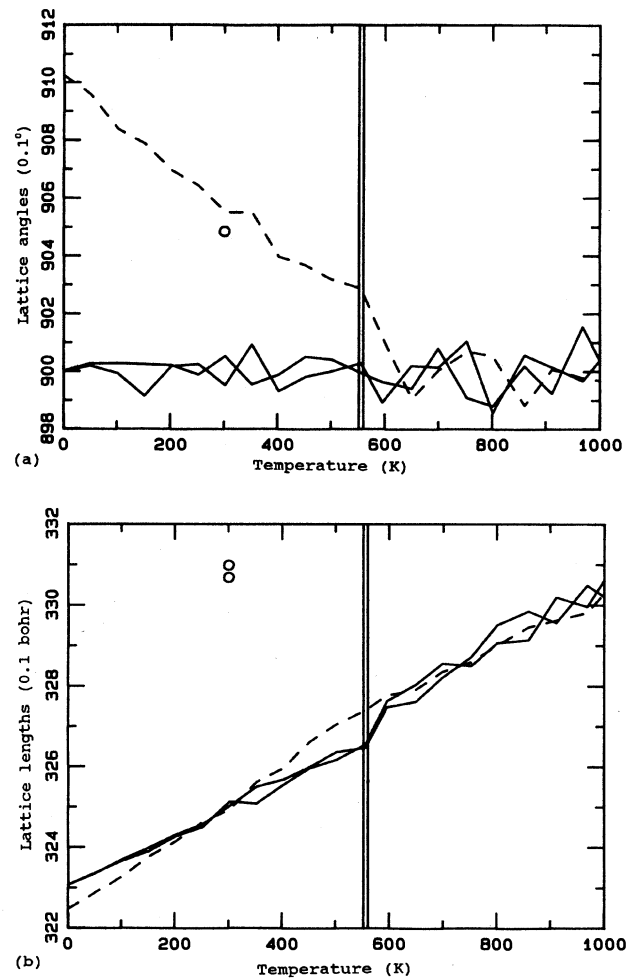 912
910
908
906
904
902
900
898
Lattice angles (0.1°)
0 200 400 600 800 1000
(a) Temperature (K)
332
330
328
326
324
322
Lattice lengths (0.1 bohr)
0 200 400 600 800 1000
(b) Temperature (K)